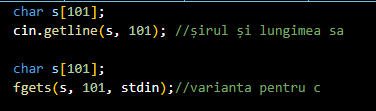 char s[101];
cin.getline(s, 101); //șirul și lungimea sa
char s[101];
fgets(s, 101, stdin);//varianta pentru c